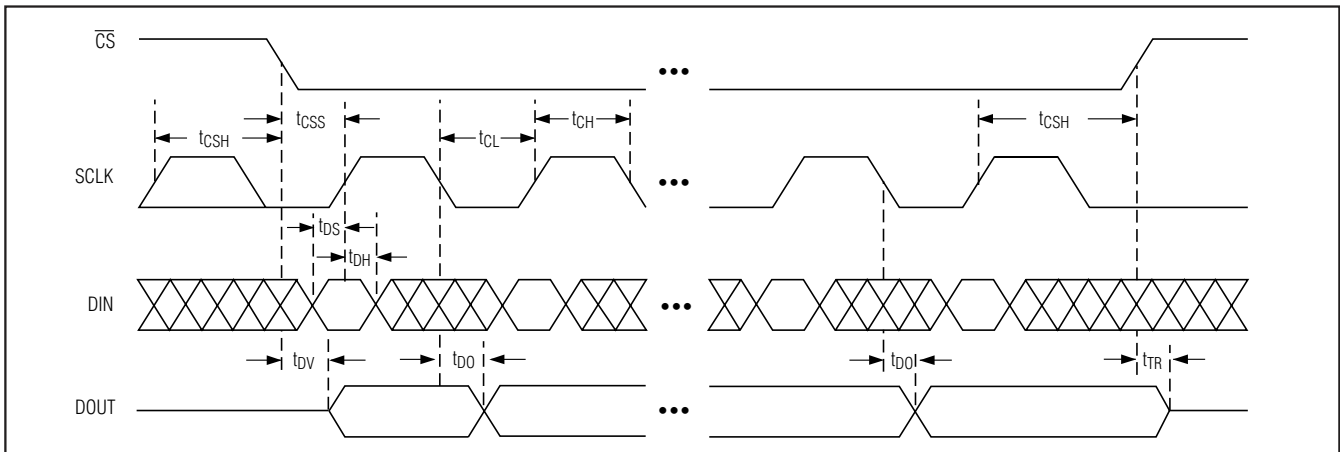 CS
tCSS
tCL
tCH
tCSH
tCSH
SCLK
tDS
tDH
DIN
tDV
tDO
tDO
tTR
DOUT